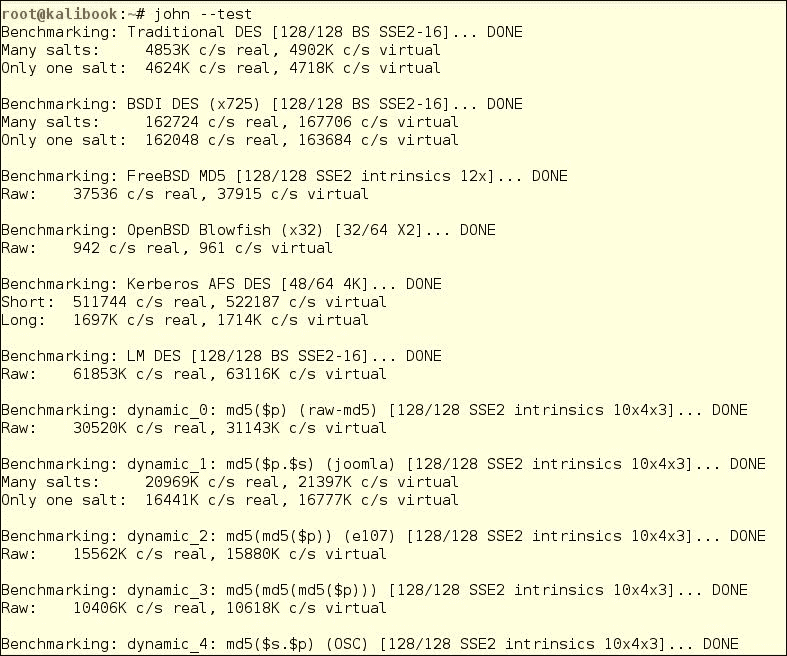 root@kalibook:~# john --test
Benchmarking: Traditional DES [128/128 BS SSE2-16]... DONE
Many salts:     4853K c/s real, 4902K c/s virtual
Only one salt:  4624K c/s real, 4718K c/s virtual

Benchmarking: BSDI DES (x725) [128/128 BS SSE2-16]... DONE
Many salts:     162724 c/s real, 167706 c/s virtual
Only one salt:  162048 c/s real, 163684 c/s virtual

Benchmarking: FreeBSD MD5 [128/128 SSE2 intrinsics 12x]... DONE
Raw:    37536 c/s real, 37915 c/s virtual

Benchmarking: OpenBSD Blowfish (x32) [32/64 X2]... DONE
Raw:    942 c/s real, 961 c/s virtual

Benchmarking: Kerberos AFS DES [48/64 4K]... DONE
Short:  511744 c/s real, 522187 c/s virtual
Long:   1697K c/s real, 1714K c/s virtual

Benchmarking: LM DES [128/128 BS SSE2-16]... DONE
Raw:    61853K c/s real, 63116K c/s virtual

Benchmarking: dynamic_0: md5($p) (raw-md5) [128/128 SSE2 intrinsics 10x4x3]... DONE
Raw:    30520K c/s real, 31143K c/s virtual

Benchmarking: dynamic_1: md5($p.$s) (joomla) [128/128 SSE2 intrinsics 10x4x3]... DONE
Many salts:     20969K c/s real, 21397K c/s virtual
Only one salt:  16441K c/s real, 16777K c/s virtual

Benchmarking: dynamic_2: md5(md5($p)) (e107) [128/128 SSE2 intrinsics 10x4x3]... DONE
Raw:    15562K c/s real, 15880K c/s virtual

Benchmarking: dynamic_3: md5(md5(md5($p))) [128/128 SSE2 intrinsics 10x4x3]... DONE
Raw:    10406K c/s real, 10618K c/s virtual

Benchmarking: dynamic_4: md5($s.$p) (OSC) [128/128 SSE2 intrinsics 10x4x3]... DONE